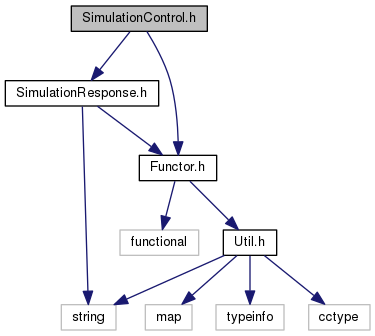 SimulationControl.h
SimulationResponse.h
Functor.h
functional
Util.h
string
map
typeinfo
cctype